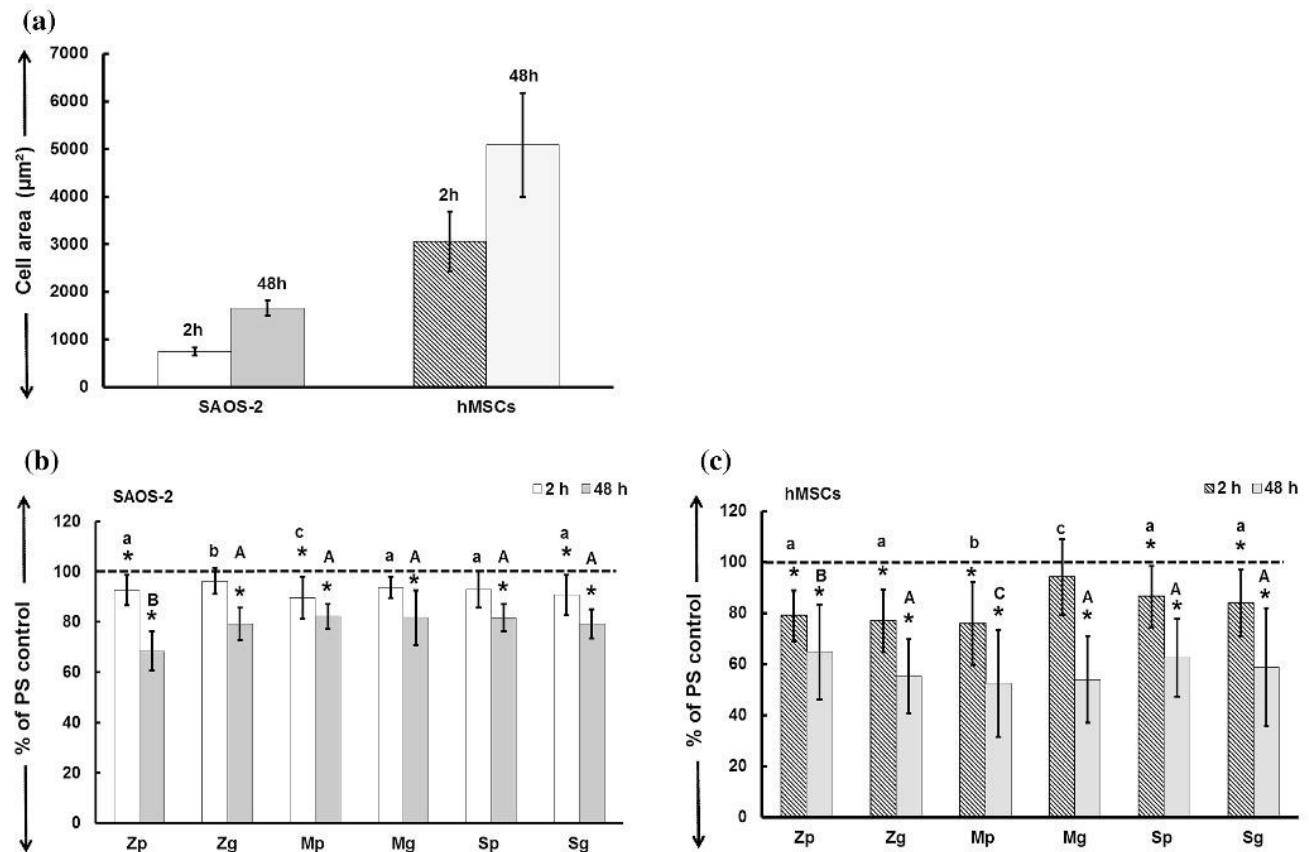 (a)
Cell area (µm²)
7000
6000
5000
4000
3000
2000
1000
0
2h
48h
2h
48h
SAOS-2
hMSCs
(b)
SAOS-2
2 h 48 h
% of PS control
120
100
80
60
40
20
0
a
*
B
*
b
A
*
c
*
A
*
a
A
*
a
A
*
a
*
A
*
Zp Zg Mp Mg Sp Sg
(c)
hMSCs
2 h 48 h
% of PS control
120
100
80
60
40
20
0
a
*
B
*
a
*
A
*
b
*
C
*
c
A
*
a
*
A
*
a
*
A
*
Zp Zg Mp Mg Sp Sg